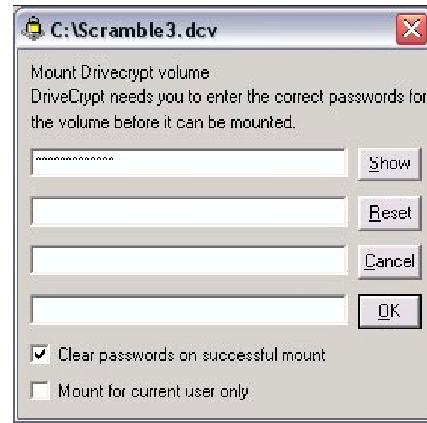 C:\Scramble3.dcv
Mount Drivecrypt volume
DriveCrypt needs you to enter the correct passwords for
the volume before it can be mounted.
Show
Reset
Cancel
OK
Clear passwords on successful mount
Mount for current user only